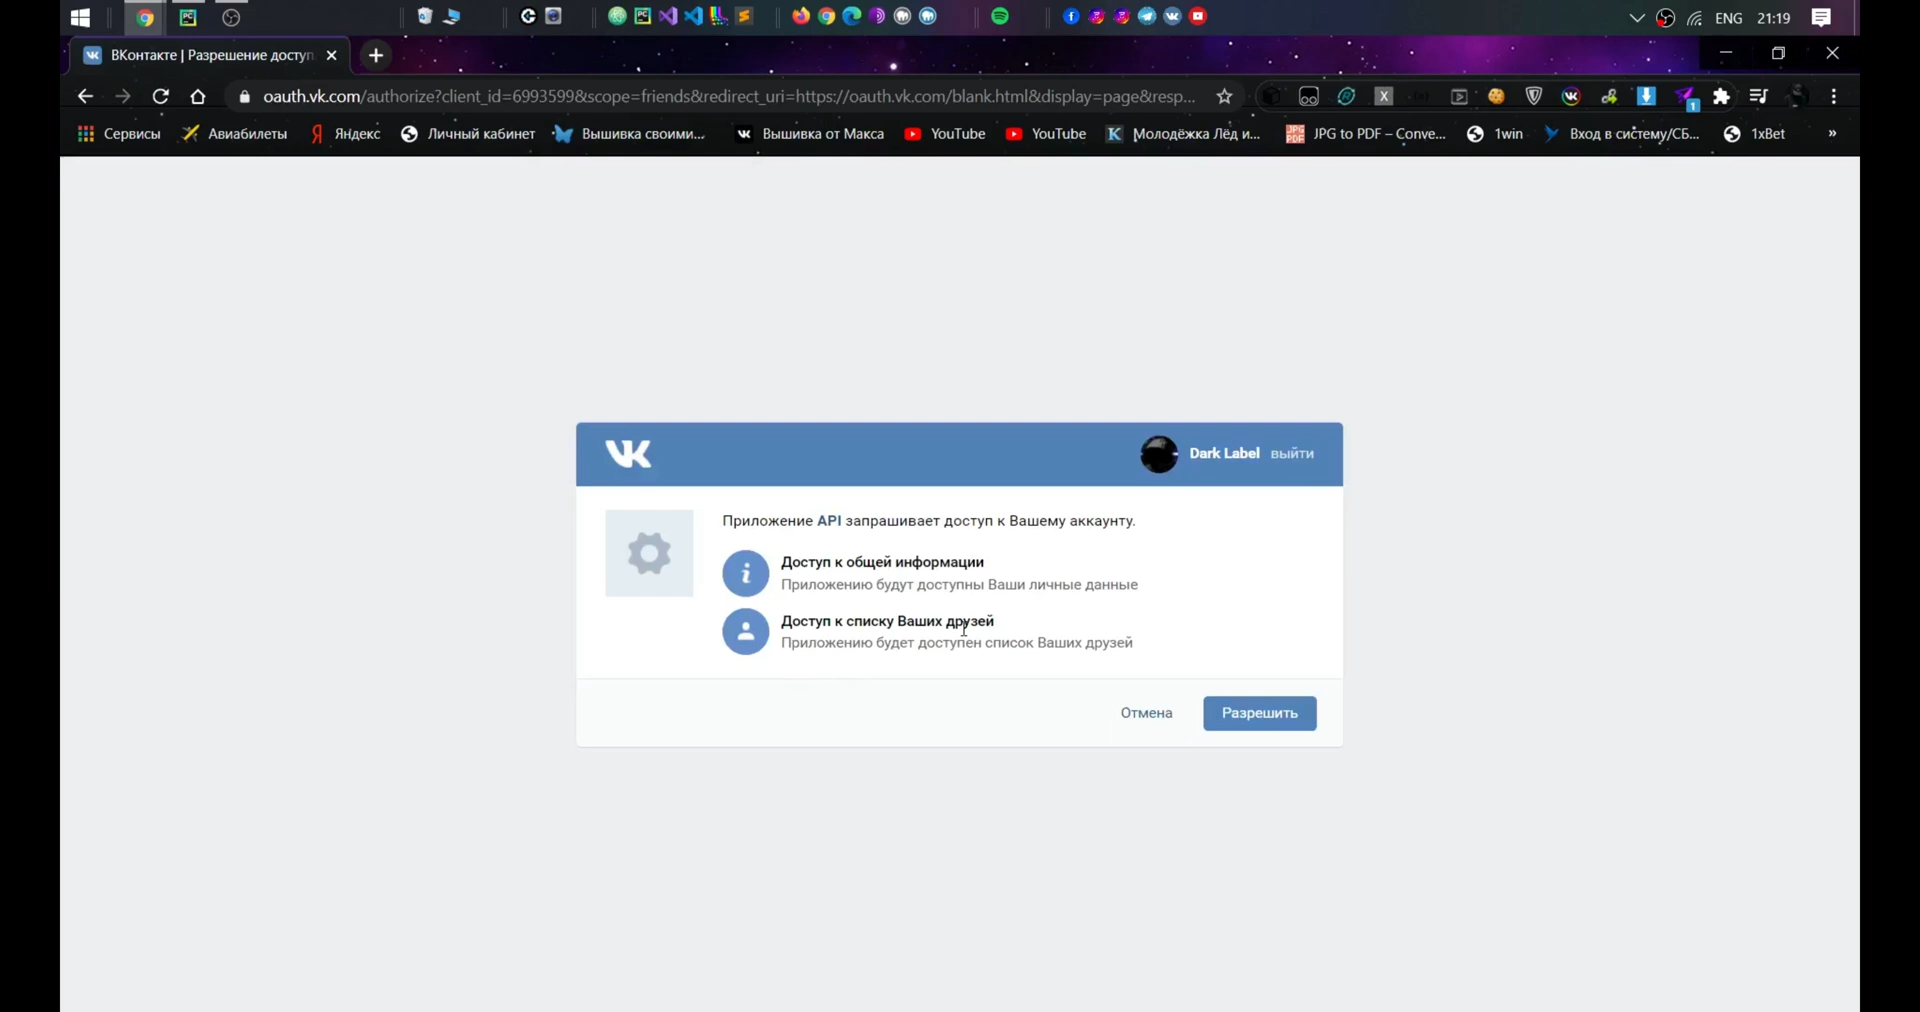 ENG 21:19
ВКонтакте | Разрешение доступ
oauth.vk.com/authorize?client_id=6993599&scope=friends&redirect_uri=https://oauth.vk.com/blank.html&display=page&resp...
Сервисы Авиабилеты Яндекс Личный кабинет Вышивка своими... Вышивка от Макса YouTube YouTube Молодёжка Лёд и... JPG to PDF – Conve... 1win Вход в систему/СБ... 1xBet »
VK Dark Label выйти
Приложение API запрашивает доступ к Вашему аккаунту.
Доступ к общей информации
Приложению будут доступны Ваши личные данные
Доступ к списку Ваших друзей
Приложению будет доступен список Ваших друзей
Отмена Разрешить